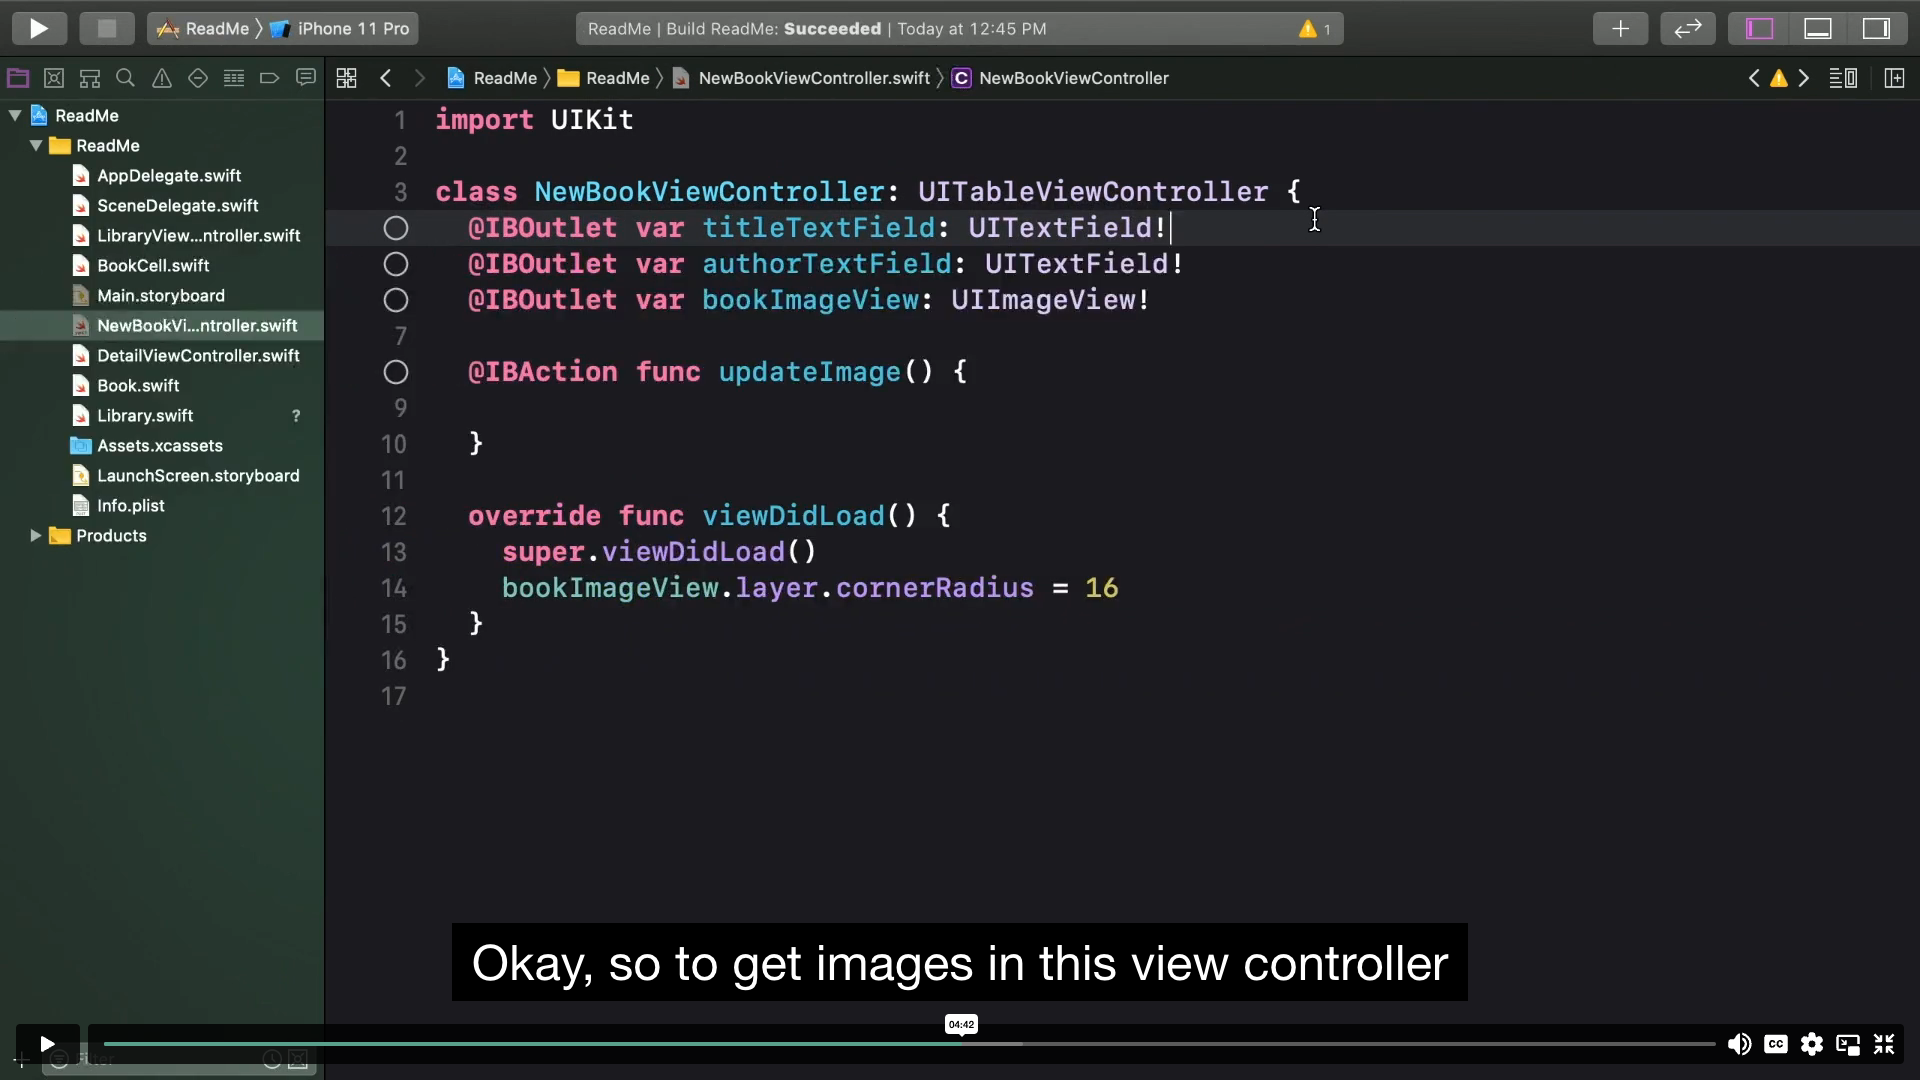 ReadMe iPhone 11 Pro
ReadMe | Build ReadMe: Succeeded | Today at 12:45 PM
1
ReadMe ReadMe NewBookViewController.swift C NewBookViewController
ReadMe
ReadMe
AppDelegate.swift
SceneDelegate.swift
LibraryView...ntroller.swift
BookCell.swift
Main.storyboard
NewBookVi...ntroller.swift
DetailViewController.swift
Book.swift
Library.swift ?
Assets.xcassets
LaunchScreen.storyboard
Info.plist
Products
1 import UIKit
2
3 class NewBookViewController: UITableViewController {
@IBOutlet var titleTextField: UITextField!
@IBOutlet var authorTextField: UITextField!
@IBOutlet var bookImageView: UIImageView!
7
@IBAction func updateImage() {
9
10 }
11
12 override func viewDidLoad() {
13 super.viewDidLoad()
14 bookImageView.layer.cornerRadius = 16
15 }
16 }
17
Okay, so to get images in this view controller
04:42
Filter
CC